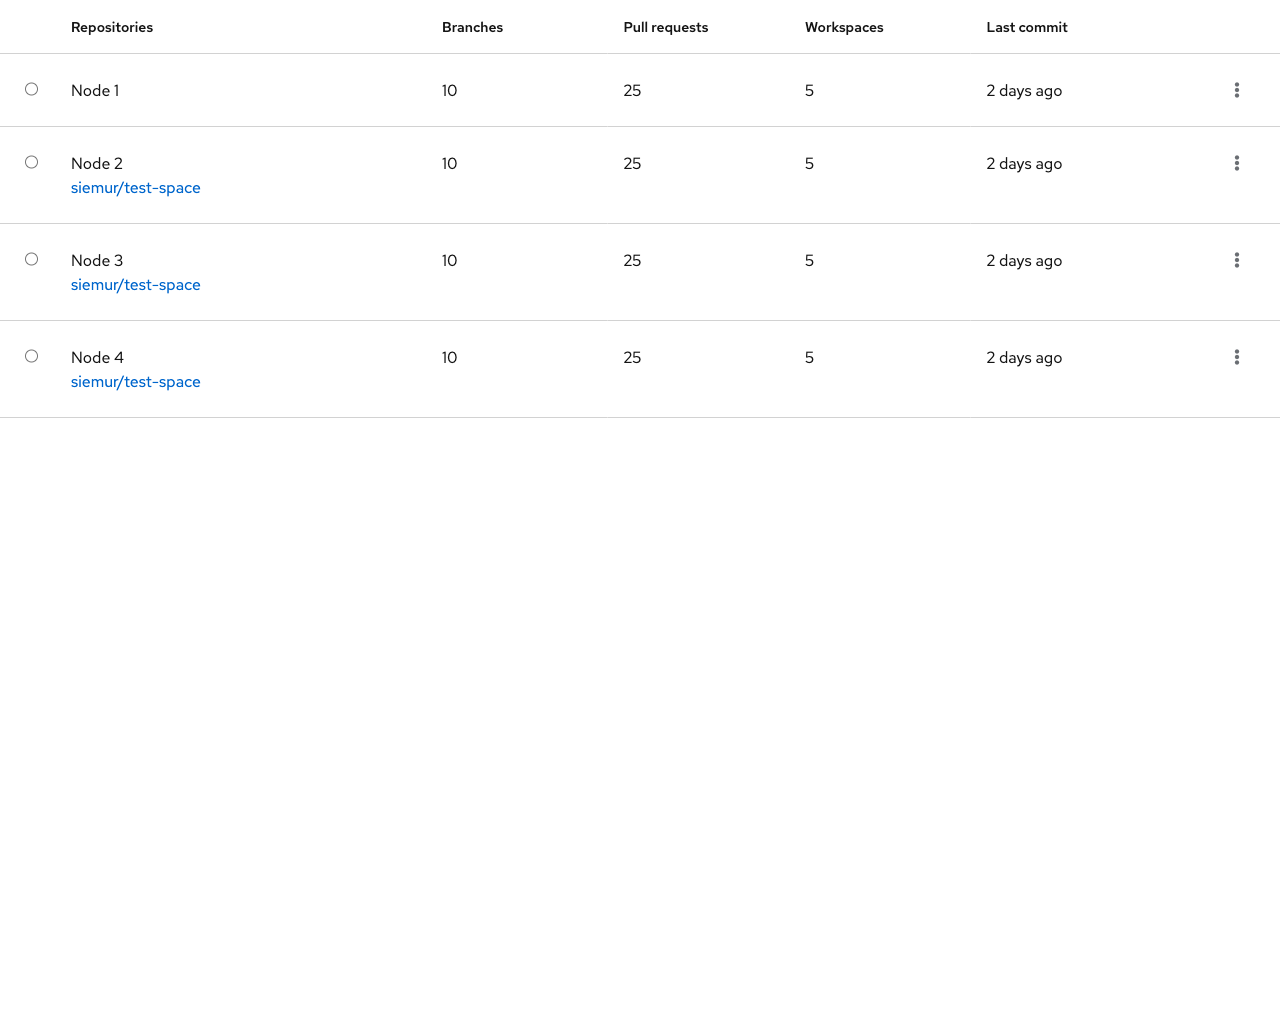 Repositories Branches Pull requests Workspaces Last commit
Node 1 10 25 5 2 days ago
Node 2 10 25 5 2 days ago
siemur/test-space
Node 3 10 25 5 2 days ago
siemur/test-space
Node 4 10 25 5 2 days ago
siemur/test-space